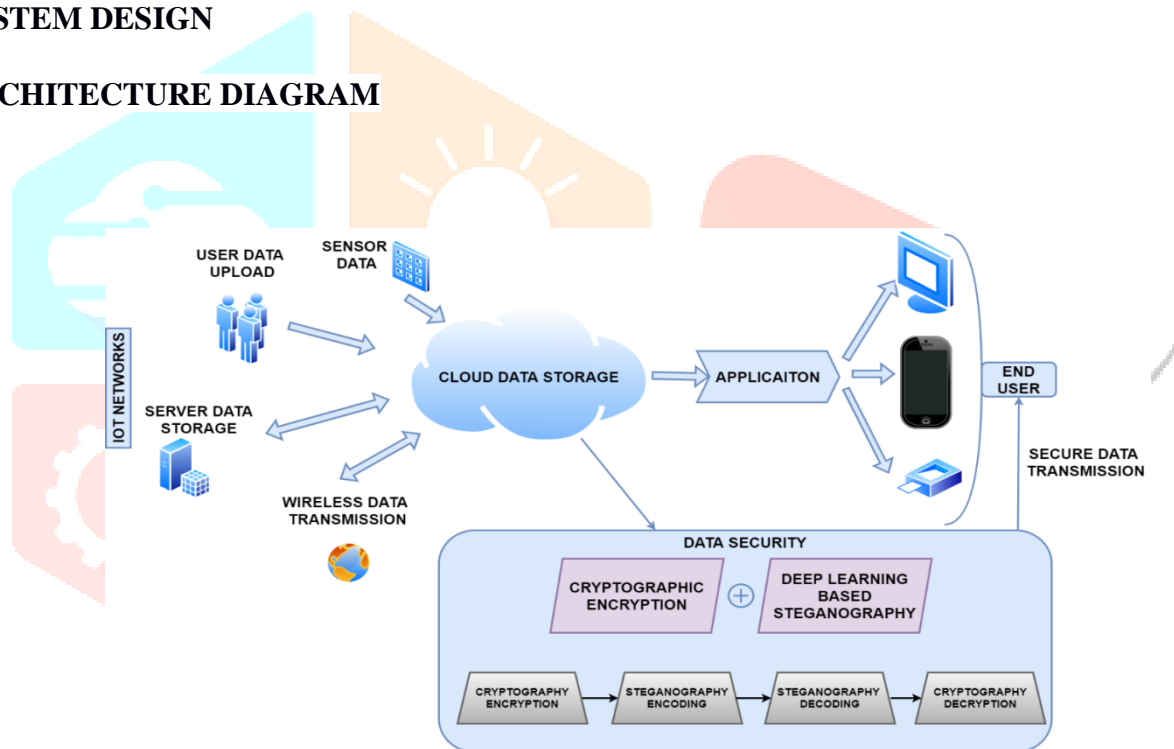 STEM DESIGN
CHITECTURE DIAGRAM
USER DATA
UPLOAD
SENSOR
DATA
IOT NETWORKS
CLOUD DATA STORAGE
APPLICAITON
END
USER
SERVER DATA
STORAGE
SECURE DATA
TRANSMISSION
WIRELESS DATA
TRANSMISSION
DATA SECURITY
CRYPTOGRAPHIC
ENCRYPTION
DEEP LEARNING
BASED
STEGANOGRAPHY
CRYPTOGRAPHY
ENCRYPTION
STEGANOGRAPHY
ENCODING
STEGANOGRAPHY
DECODING
CRYPTOGRAPHY
DECRYPTION